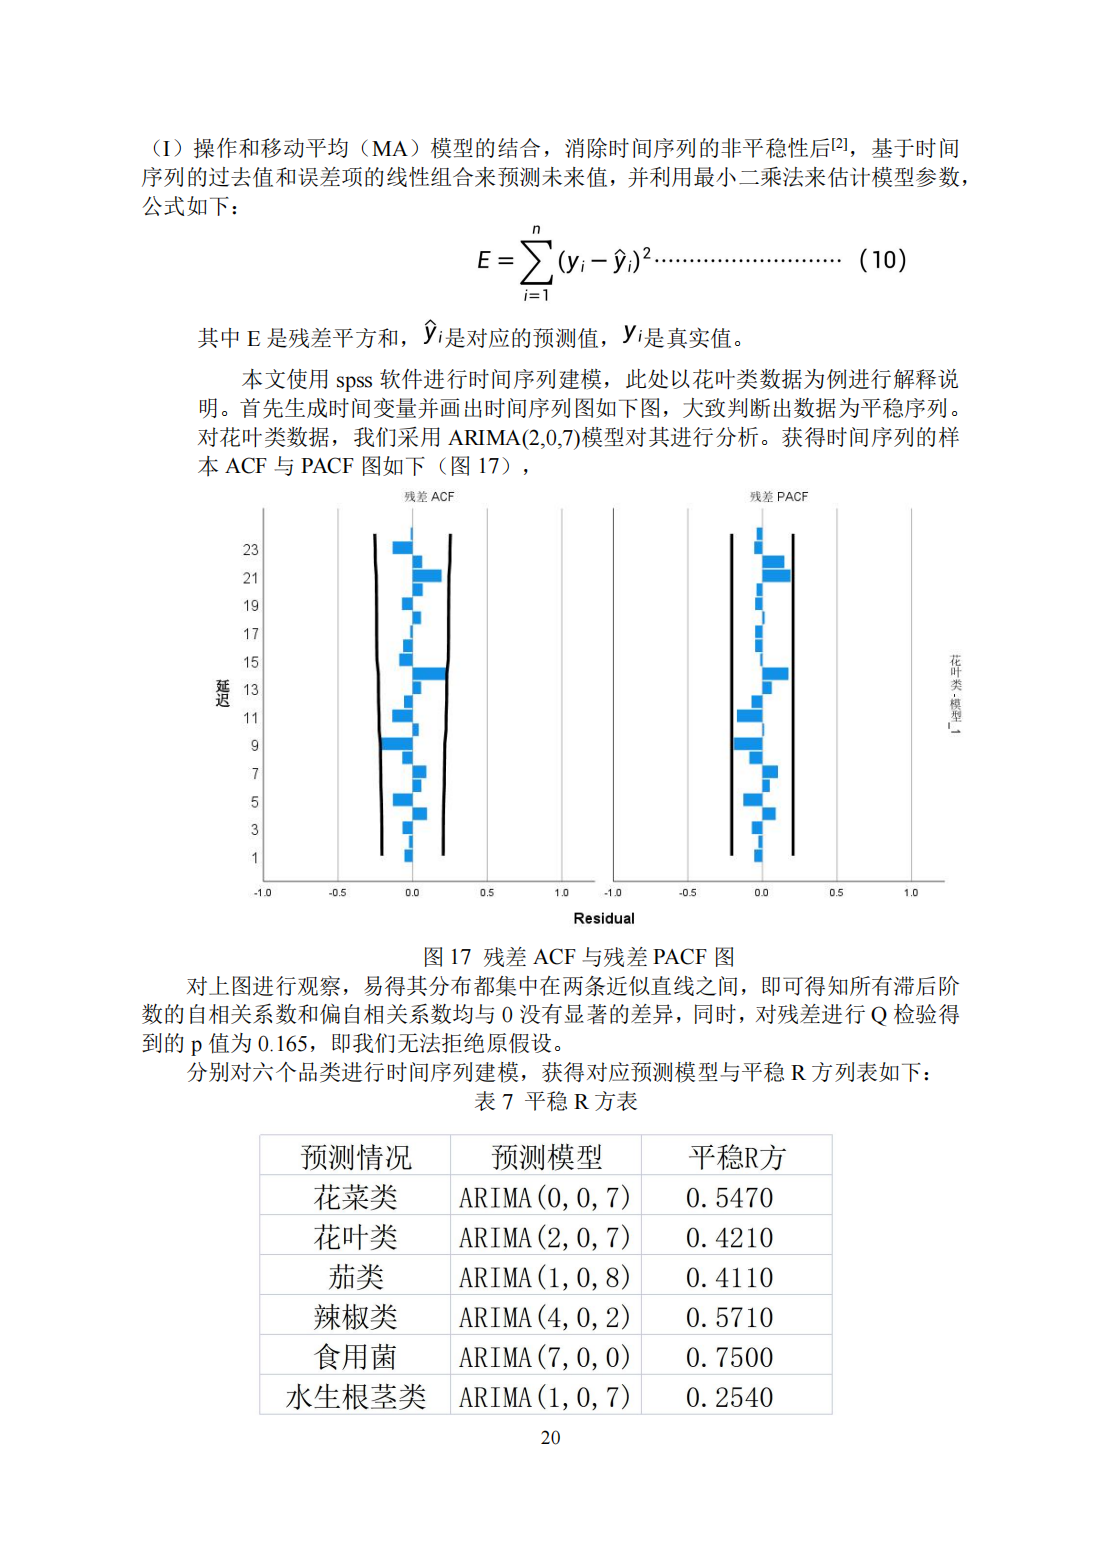 （I）操作和移动平均（MA）模型的结合，消除时间序列的非平稳性后[2]，基于时间
序列的过去值和误差项的线性组合来预测未来值，并利用最小二乘法来估计模型参数，
公式如下：
n
E = ∑ (yi − ŷi)² ··························· （10）
i=1
其中 E 是残差平方和， ŷi是对应的预测值， yi是真实值。
本文使用 spss 软件进行时间序列建模，此处以花叶类数据为例进行解释说
明。首先生成时间变量并画出时间序列图如下图，大致判断出数据为平稳序列。
对花叶类数据，我们采用 ARIMA(2,0,7)模型对其进行分析。获得时间序列的样
本 ACF 与 PACF 图如下（图 17），
残差 ACF 残差 PACF
23
21
19
17
15
13
11
9
7
5
3
1
延迟
花叶类-模型_1
-1.0 -0.5 0.0 0.5 1.0 -1.0 -0.5 0.0 0.5 1.0
Residual
图 17 残差 ACF 与残差 PACF 图
对上图进行观察，易得其分布都集中在两条近似直线之间，即可得知所有滞后阶
数的自相关系数和偏自相关系数均与 0 没有显著的差异，同时，对残差进行 Q 检验得
到的 p 值为 0.165，即我们无法拒绝原假设。
分别对六个品类进行时间序列建模，获得对应预测模型与平稳 R 方列表如下：
表 7 平稳 R 方表
预测情况 预测模型 平稳R方
花菜类 ARIMA(0,0,7) 0.5470
花叶类 ARIMA(2,0,7) 0.4210
茄类 ARIMA(1,0,8) 0.4110
辣椒类 ARIMA(4,0,2) 0.5710
食用菌 ARIMA(7,0,0) 0.7500
水生根茎类 ARIMA(1,0,7) 0.2540
20